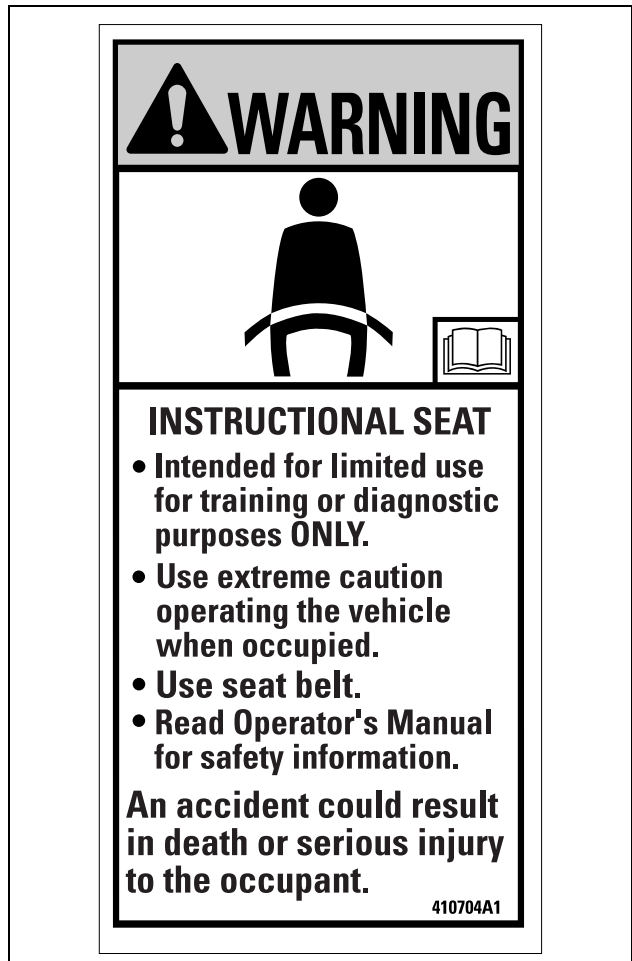 WARNING
INSTRUCTIONAL SEAT
• Intended for limited use
for training or diagnostic
purposes ONLY.
• Use extreme caution
operating the vehicle
when occupied.
• Use seat belt.
• Read Operator's Manual
for safety information.
An accident could result
in death or serious injury
to the occupant.
410704A1